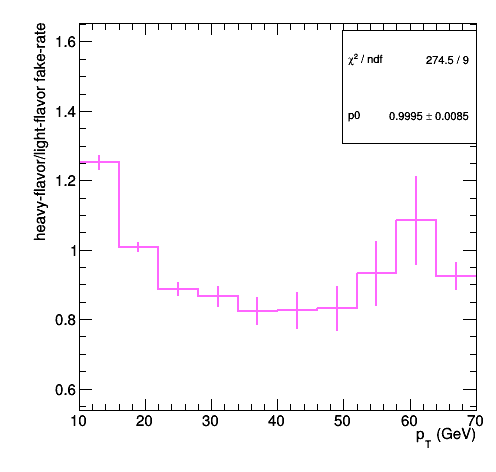 heavy-flavor/light-flavor fake-rate
χ² / ndf 274.5 / 9
p0 0.9995 ± 0.0085
1.6
1.4
1.2
1
0.8
0.6
10 20 30 40 50 60 70
p_T (GeV)